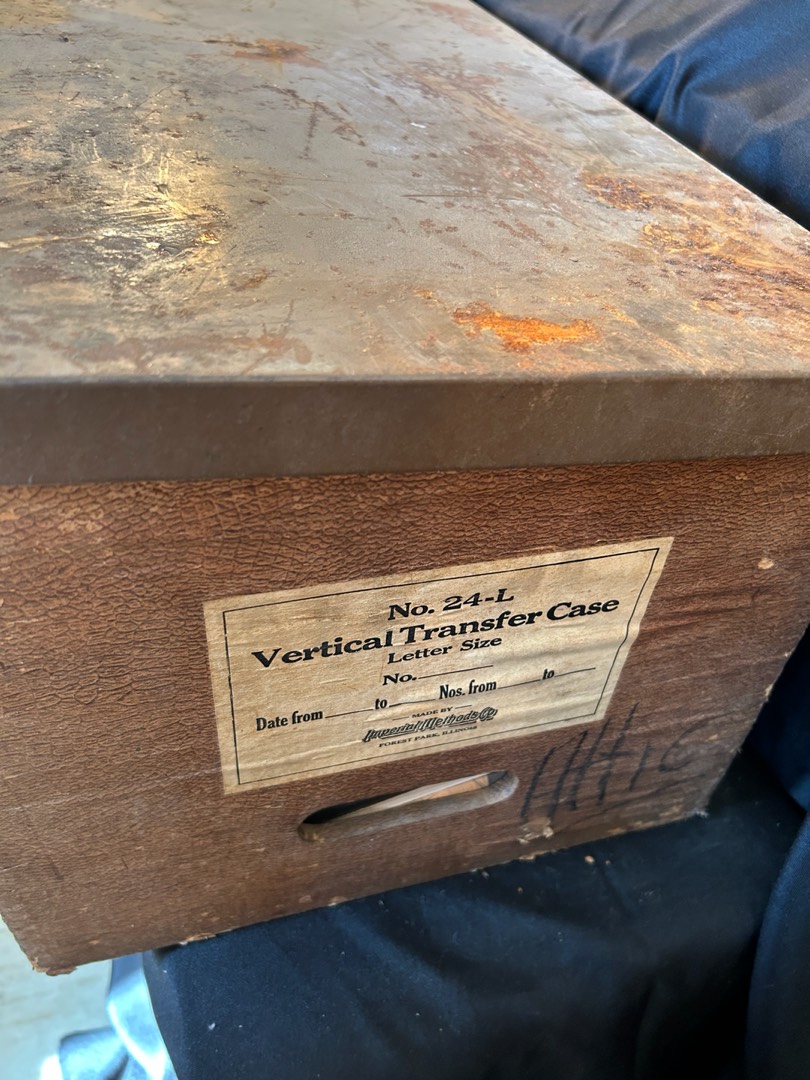 No. 24-L
Vertical Transfer Case
Letter Size
No.
Date from to Nos. from to
MADE BY
Imperial Methods Co
FOREST PARK, ILLINOIS
Attic